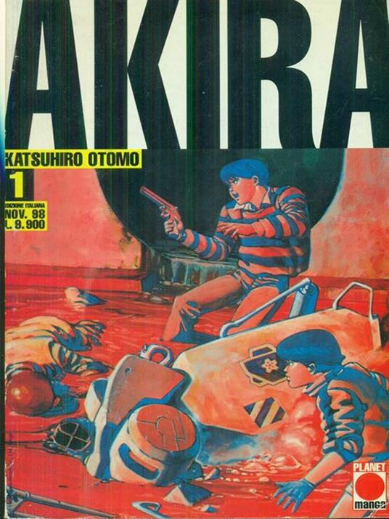 AKIRA
KATSUHIRO OTOMO
1
EDIZIONE ITALIANA
NOV. 98
L. 9.900
PLANET
manga